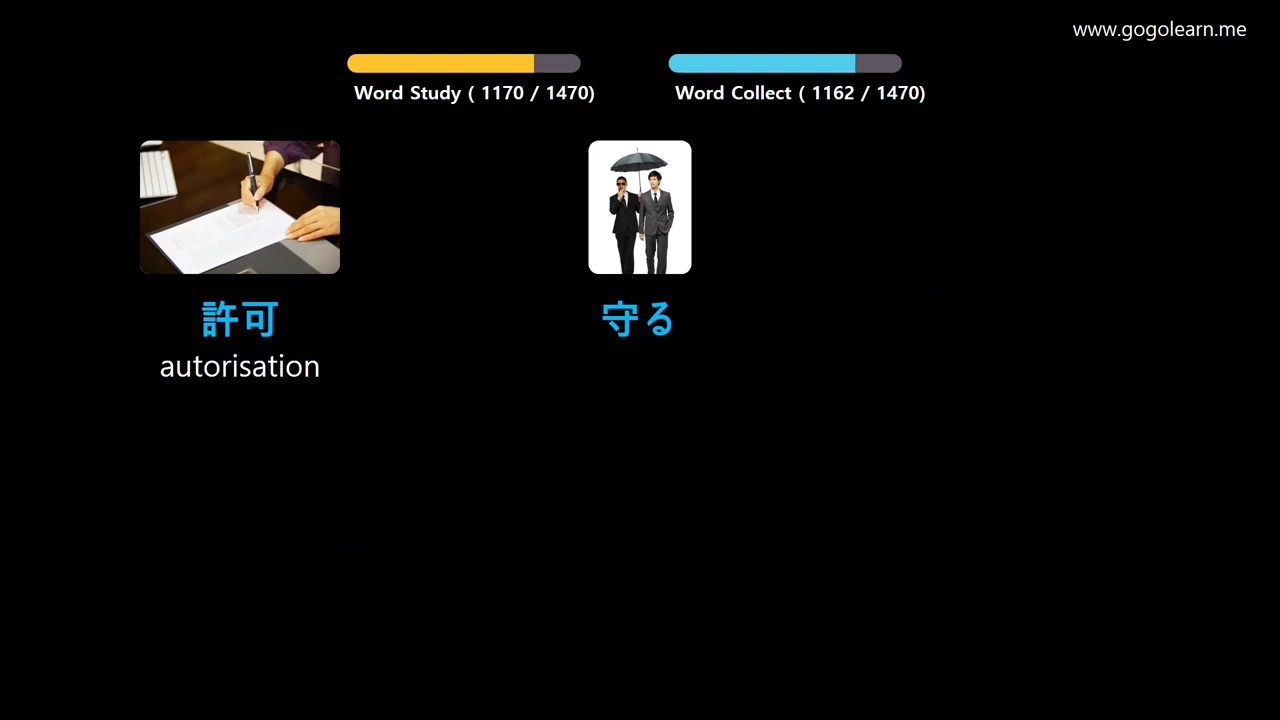 www.gogolearn.me
Word Study ( 1170 / 1470)
Word Collect ( 1162 / 1470)
許可
守る
autorisation